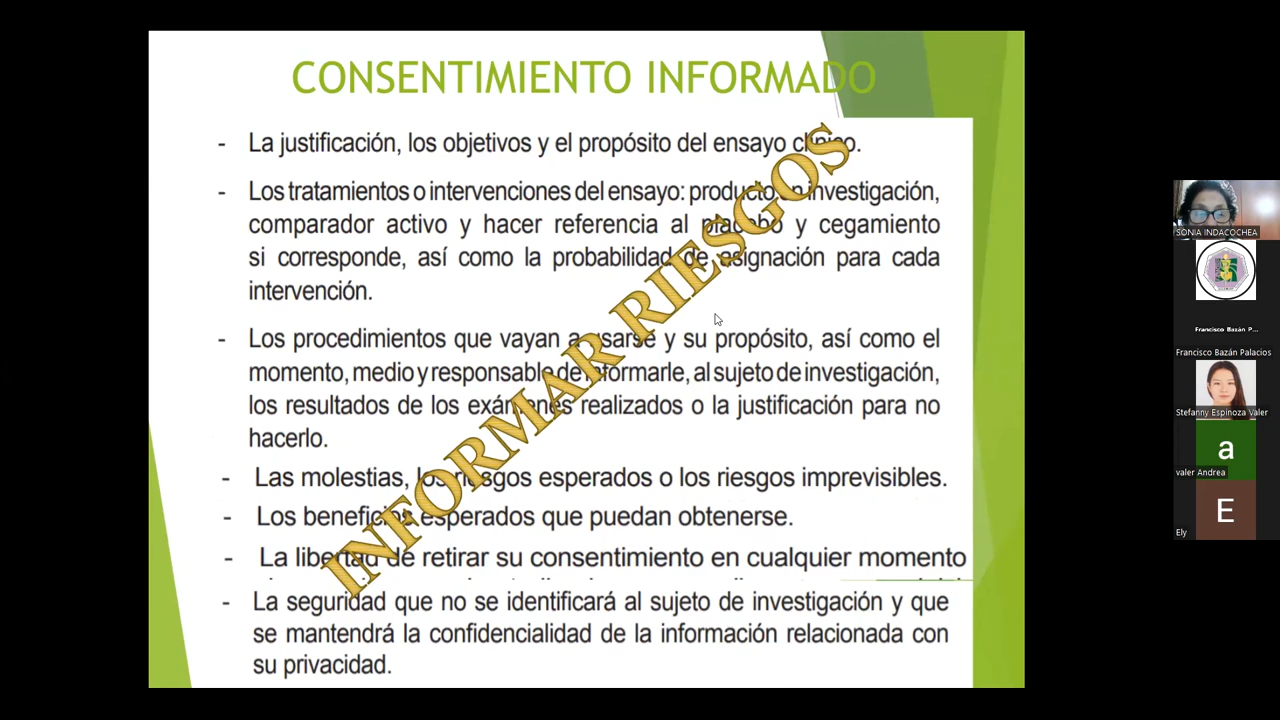 CONSENTIMIENTO INFORMADO
- La justificación, los objetivos y el propósito del ensayo clínico.
- Los tratamientos o intervenciones del ensayo: producto en investigación,
comparador activo y hacer referencia al placebo y cegamiento
si corresponde, así como la probabilidad de asignación para cada
intervención.
- Los procedimientos que vayan a usarse y su propósito, así como el
momento, medio y responsable de informarle, al sujeto de investigación,
los resultados de los exámenes realizados o la justificación para no
hacerlo.
- Las molestias, los riesgos esperados o los riesgos imprevisibles.
- Los beneficios esperados que puedan obtenerse.
- La libertad de retirar su consentimiento en cualquier momento
- La seguridad que no se identificará al sujeto de investigación y que
se mantendrá la confidencialidad de la información relacionada con
su privacidad.
INFORMAR RIESGOS
SONIA INDACOCHEA
Francisco Bazán P...
Francisco Bazán Palacios
Stefanny Espinoza Valer
a
valer Andrea
E
Ely